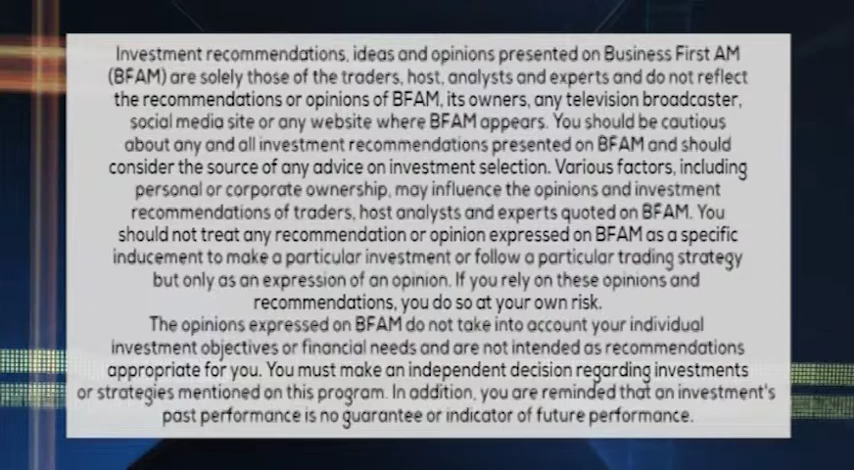 Investment recommendations, ideas and opinions presented on Business First AM
(BFAM) are solely those of the traders, host, analysts and experts and do not reflect
the recommendations or opinions of BFAM, its owners, any television broadcaster,
social media site or any website where BFAM appears. You should be cautious
about any and all investment recommendations presented on BFAM and should
consider the source of any advice on investment selection. Various factors, including
personal or corporate ownership, may influence the opinions and investment
recommendations of traders, host analysts and experts quoted on BFAM. You
should not treat any recommendation or opinion expressed on BFAM as a specific
inducement to make a particular investment or follow a particular trading strategy
but only as an expression of an opinion. If you rely on these opinions and
recommendations, you do so at your own risk.
The opinions expressed on BFAM do not take into account your individual
investment objectives or financial needs and are not intended as recommendations
appropriate for you. You must make an independent decision regarding investments
or strategies mentioned on this program. In addition, you are reminded that an investment's
past performance is no guarantee or indicator of future performance.